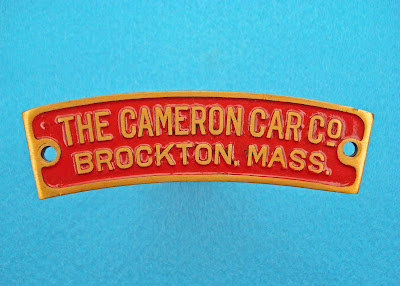 THE CAMERON CAR CO
BROCKTON, MASS.